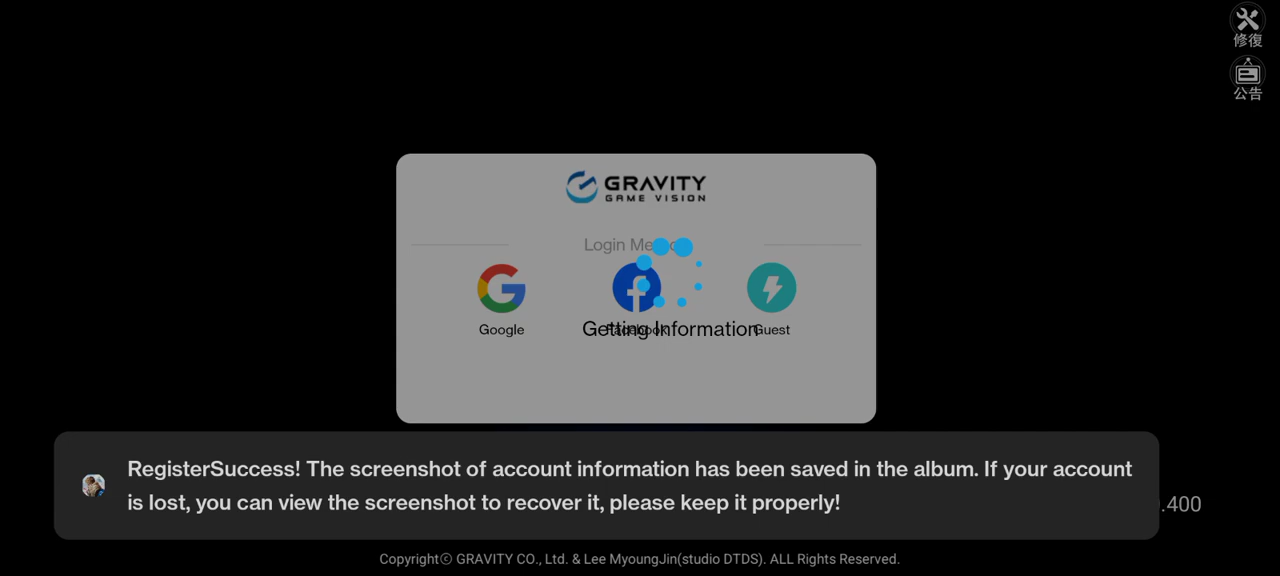 修復
公告
GRAVITY
GAME VISION
Login
Google
Facebook
Guest
Getting Information
RegisterSuccess! The screenshot of account information has been saved in the album. If your account
is lost, you can view the screenshot to recover it, please keep it properly!
.400
Copyrightⓒ GRAVITY CO., Ltd. & Lee MyoungJin(studio DTDS). ALL Rights Reserved.